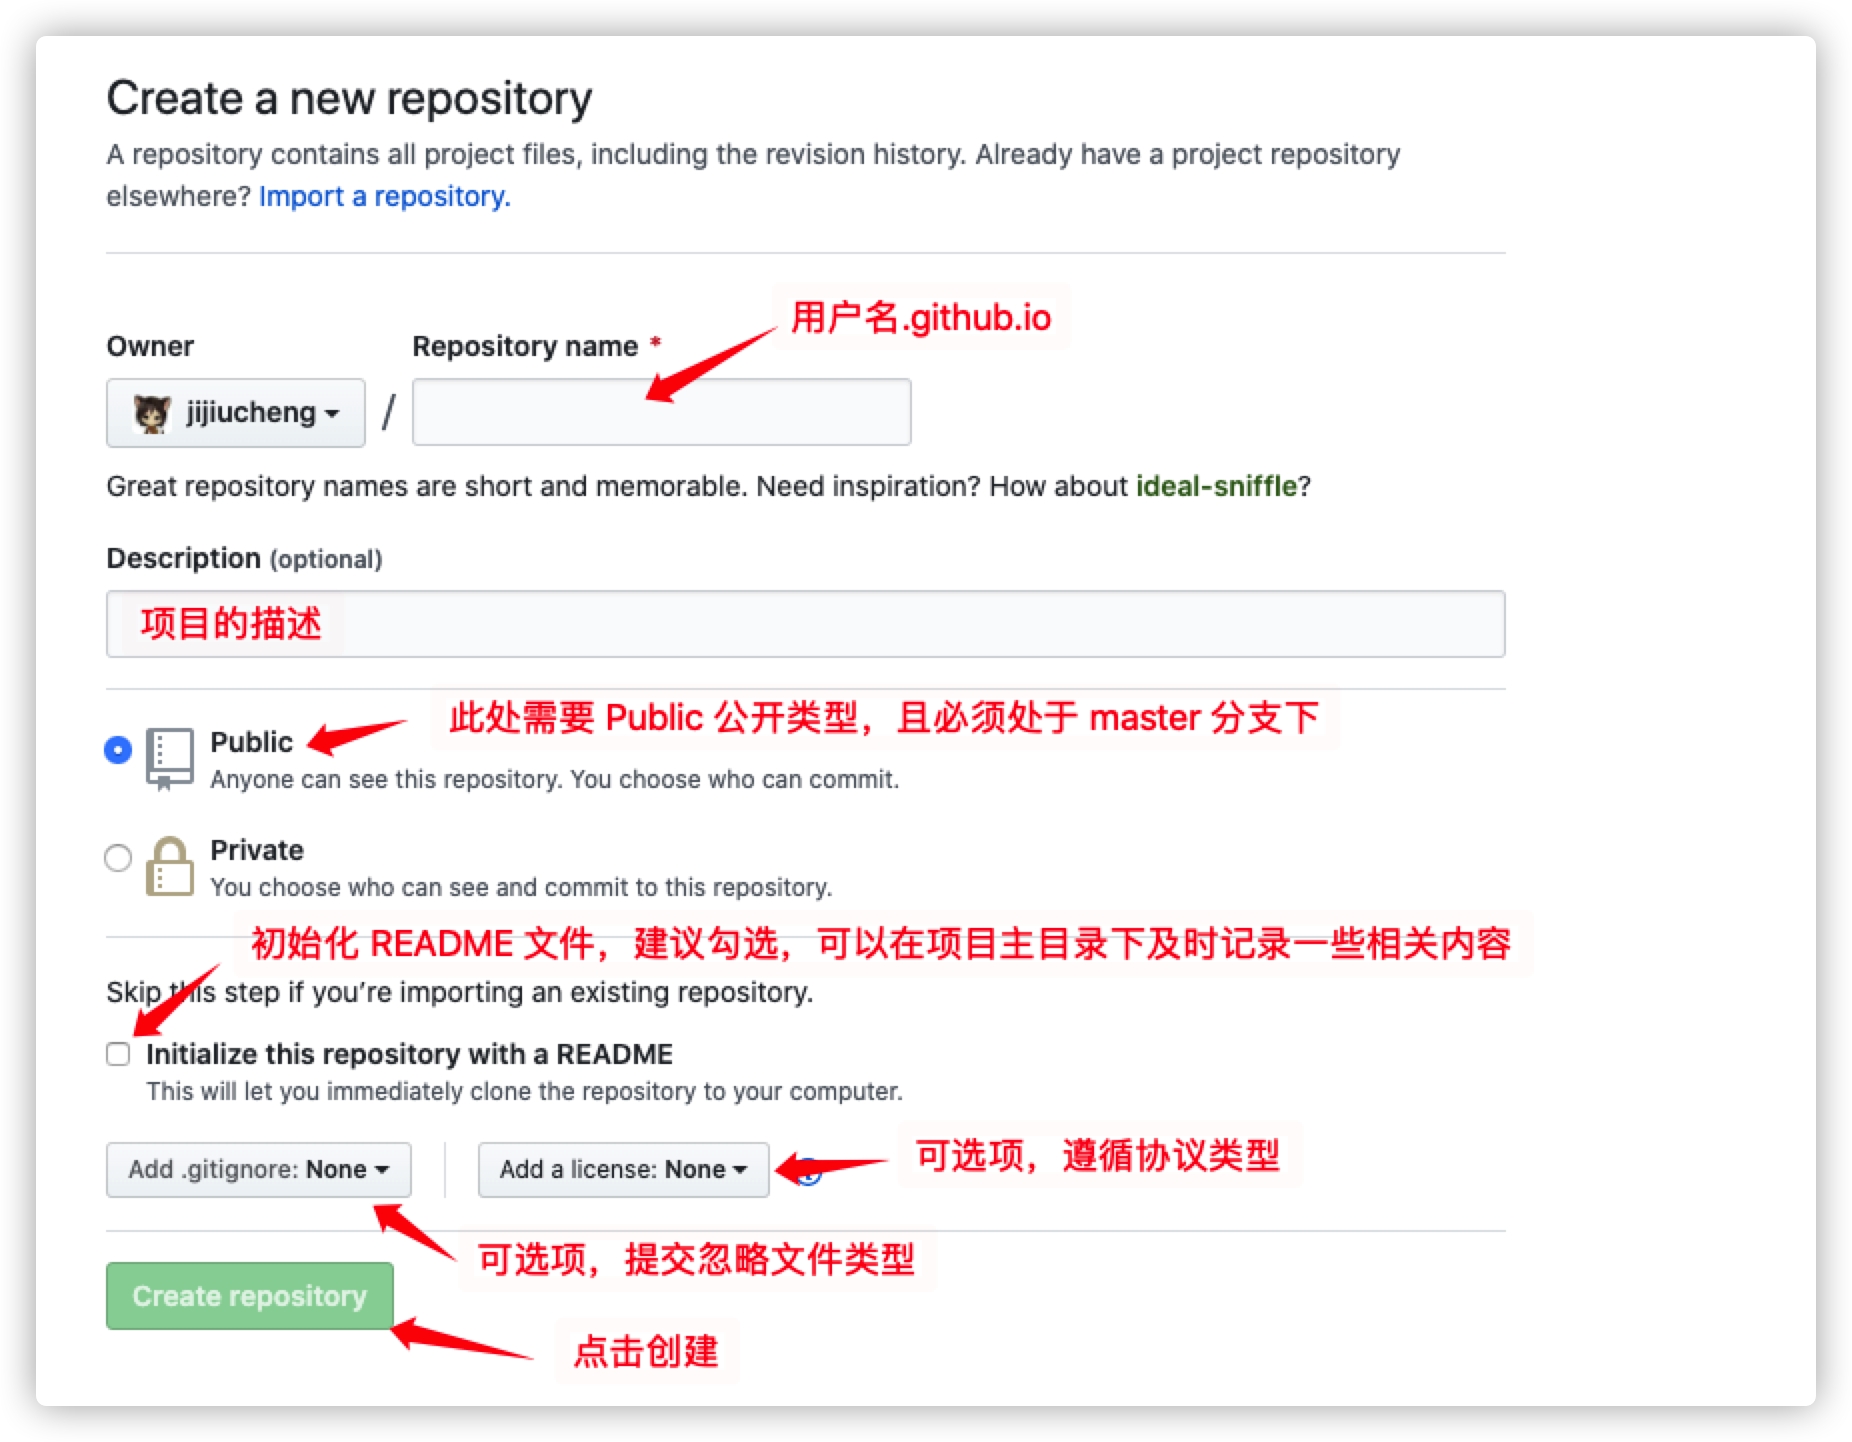 Create a new repository
A repository contains all project files, including the revision history. Already have a project repository
elsewhere? Import a repository.
用户名.github.io
Owner
Repository name *
jijiucheng
/
Great repository names are short and memorable. Need inspiration? How about ideal-sniffle?
Description (optional)
项目的描述
此处需要 Public 公开类型，且必须处于 master 分支下
Public
Anyone can see this repository. You choose who can commit.
Private
You choose who can see and commit to this repository.
初始化 README 文件，建议勾选，可以在项目主目录下及时记录一些相关内容
Skip this step if you’re importing an existing repository.
Initialize this repository with a README
This will let you immediately clone the repository to your computer.
Add .gitignore: None
Add a license: None
可选项，遵循协议类型
可选项，提交忽略文件类型
Create repository
点击创建